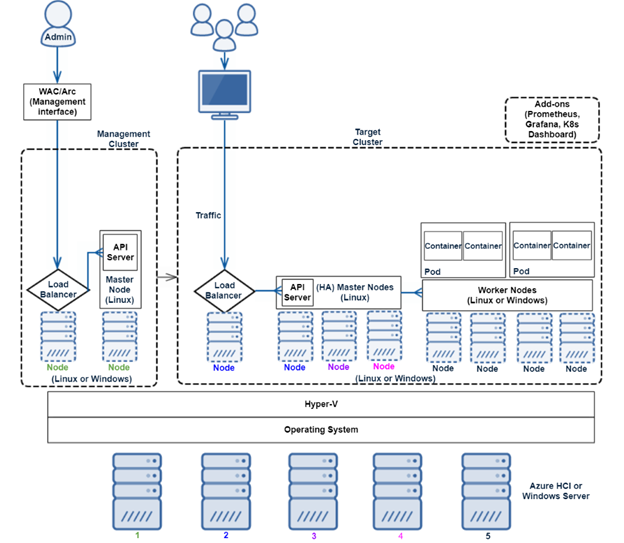 Admin
WAC/Arc
(Management
interface)
Add-ons
(Prometheus,
Grafana, K8s
Dashboard)
Management
Cluster
Target
Cluster
Traffic
API
Server
Master
Node
(Linux)
Load
Balancer
Load
Balancer
API
Server
(HA) Master Nodes
(Linux)
Container
Container
Pod
Container
Container
Pod
Worker Nodes
(Linux or Windows)
Node
Node
(Linux or Windows)
Node
Node
Node
Node
Node
Node
Node
Node
(Linux or Windows)
Hyper-V
Operating System
Azure HCI or
Windows Server
1
2
3
4
5